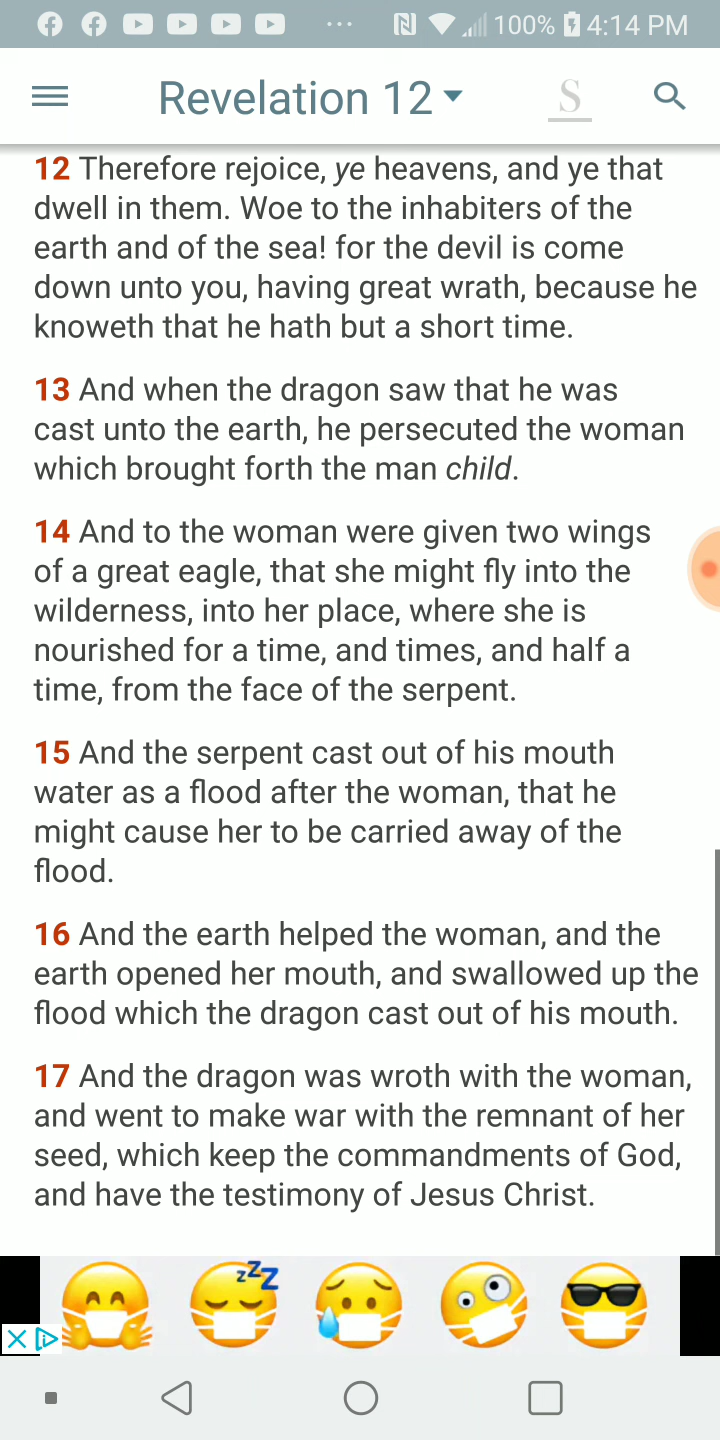 100% 4:14 PM
Revelation 12 S
12 Therefore rejoice, ye heavens, and ye that
dwell in them. Woe to the inhabiters of the
earth and of the sea! for the devil is come
down unto you, having great wrath, because he
knoweth that he hath but a short time.
13 And when the dragon saw that he was
cast unto the earth, he persecuted the woman
which brought forth the man child.
14 And to the woman were given two wings
of a great eagle, that she might fly into the
wilderness, into her place, where she is
nourished for a time, and times, and half a
time, from the face of the serpent.
15 And the serpent cast out of his mouth
water as a flood after the woman, that he
might cause her to be carried away of the
flood.
16 And the earth helped the woman, and the
earth opened her mouth, and swallowed up the
flood which the dragon cast out of his mouth.
17 And the dragon was wroth with the woman,
and went to make war with the remnant of her
seed, which keep the commandments of God,
and have the testimony of Jesus Christ.
zZZ